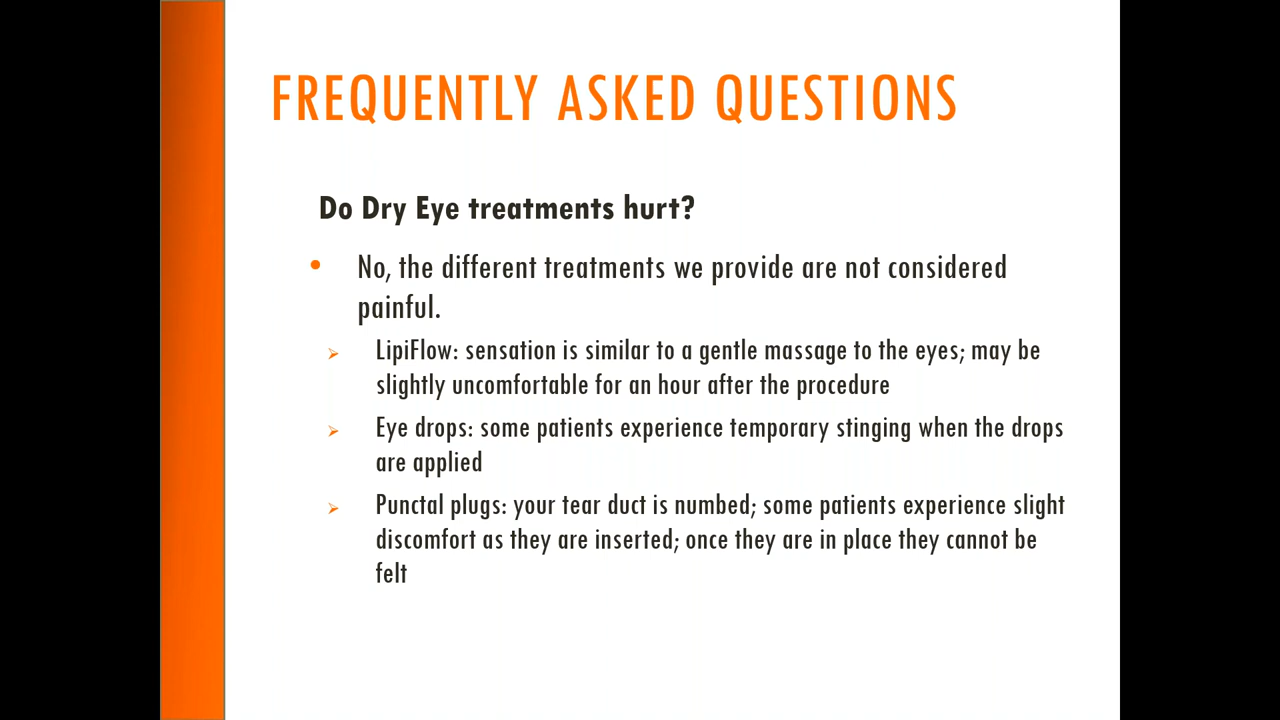 FREQUENTLY ASKED QUESTIONS
Do Dry Eye treatments hurt?
• No, the different treatments we provide are not considered
painful.
➢ LipiFlow: sensation is similar to a gentle massage to the eyes; may be
slightly uncomfortable for an hour after the procedure
➢ Eye drops: some patients experience temporary stinging when the drops
are applied
➢ Punctal plugs: your tear duct is numbed; some patients experience slight
discomfort as they are inserted; once they are in place they cannot be
felt